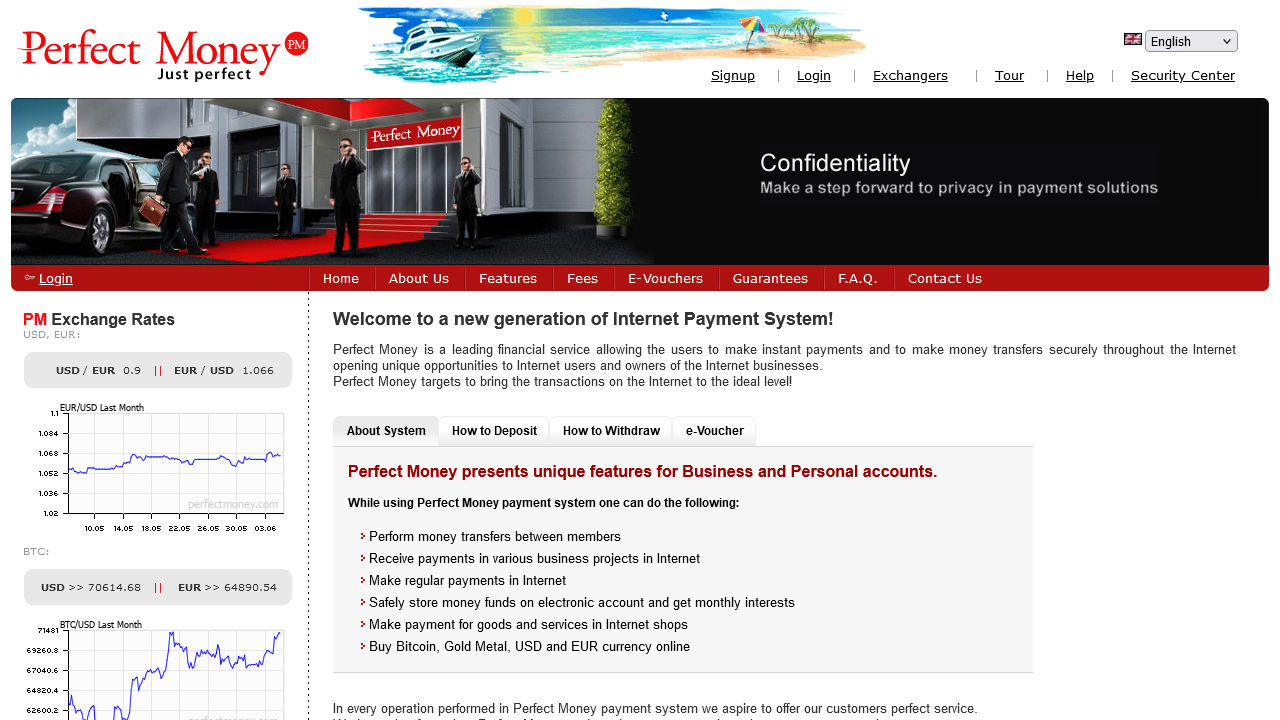 Perfect Money PM
Just perfect
English
Signup
Login
Exchangers
Tour
Help
Security Center
Perfect Money
Confidentiality
Make a step forward to privacy in payment solutions
Login
Home
About Us
Features
Fees
E-Vouchers
Guarantees
F.A.Q.
Contact Us
PM Exchange Rates
USD, EUR:
USD / EUR 0.9 || EUR / USD 1.066
EUR/USD Last Month
1.1
1.084
1.068
1.052
1.036
1.02
perfectmoney.com
10.05 14.05 18.05 22.05 26.05 30.05 03.06
BTC:
USD >> 70614.68 || EUR >> 64890.54
BTC/USD Last Month
71481
69260.8
67040.6
64820.4
62600.2
Welcome to a new generation of Internet Payment System!
Perfect Money is a leading financial service allowing the users to make instant payments and to make money transfers securely throughout the Internet
opening unique opportunities to Internet users and owners of the Internet businesses.
Perfect Money targets to bring the transactions on the Internet to the ideal level!
About System
How to Deposit
How to Withdraw
e-Voucher
Perfect Money presents unique features for Business and Personal accounts.
While using Perfect Money payment system one can do the following:
Perform money transfers between members
Receive payments in various business projects in Internet
Make regular payments in Internet
Safely store money funds on electronic account and get monthly interests
Make payment for goods and services in Internet shops
Buy Bitcoin, Gold Metal, USD and EUR currency online
In every operation performed in Perfect Money payment system we aspire to offer our customers perfect service.